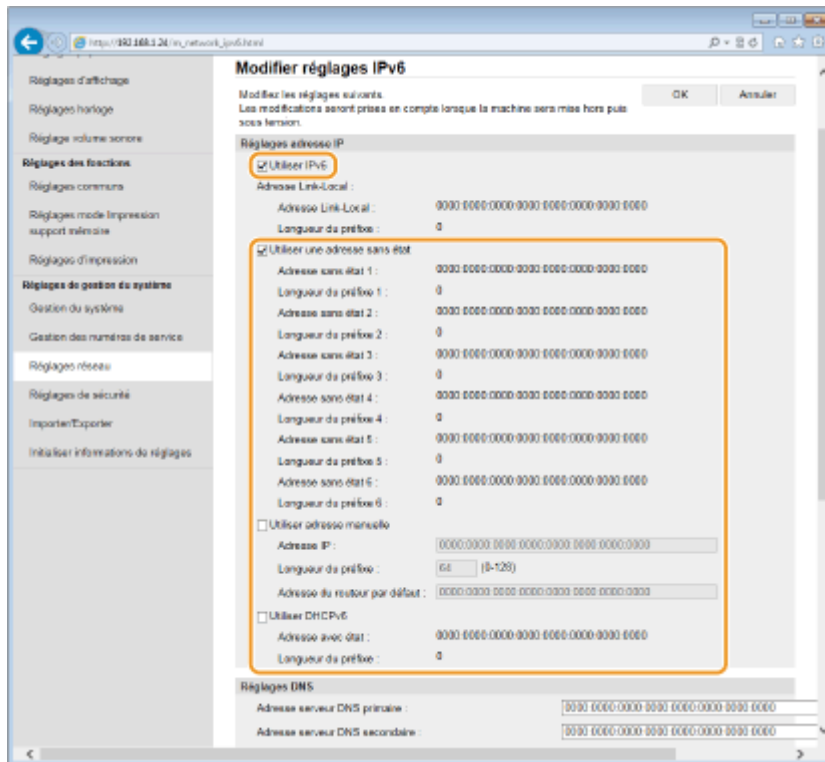 http://192.168.1.24/m_network_ipv6.html
Réglages d'affichage
Réglages horloge
Réglage volume sonore
Réglages des fonctions
Réglages communs
Réglages mode Impression
support mémoire
Réglages d'impression
Réglages de gestion du système
Gestion du système
Gestion des numéros de service
Réglages réseau
Réglages de sécurité
Importer/Exporter
Initialiser informations de réglages
Modifier réglages IPv6
Modifiez les réglages suivants.
Les modifications seront prises en compte lorsque la machine sera mise hors puis
sous tension.
OK Annuler
Réglages adresse IP
Utiliser IPv6
Adresse Link-Local :
Adresse Link-Local : 0000:0000:0000:0000:0000:0000:0000:0000
Longueur du préfixe : 0
Utiliser une adresse sans état
Adresse sans état 1 : 0000:0000:0000:0000:0000:0000:0000:0000
Longueur du préfixe 1 : 0
Adresse sans état 2 : 0000:0000:0000:0000:0000:0000:0000:0000
Longueur du préfixe 2 : 0
Adresse sans état 3 : 0000:0000:0000:0000:0000:0000:0000:0000
Longueur du préfixe 3 : 0
Adresse sans état 4 : 0000:0000:0000:0000:0000:0000:0000:0000
Longueur du préfixe 4 : 0
Adresse sans état 5 : 0000:0000:0000:0000:0000:0000:0000:0000
Longueur du préfixe 5 : 0
Adresse sans état 6 : 0000:0000:0000:0000:0000:0000:0000:0000
Longueur du préfixe 6 : 0
Utiliser adresse manuelle
Adresse IP : 0000:0000:0000:0000:0000:0000:0000:0000
Longueur du préfixe : 64 (0-128)
Adresse du routeur par défaut : 0000:0000:0000:0000:0000:0000:0000:0000
Utiliser DHCPv6
Adresse avec état : 0000:0000:0000:0000:0000:0000:0000:0000
Longueur du préfixe : 0
Réglages DNS
Adresse serveur DNS primaire : 0000:0000:0000:0000:0000:0000:0000:0000
Adresse serveur DNS secondaire : 0000:0000:0000:0000:0000:0000:0000:0000